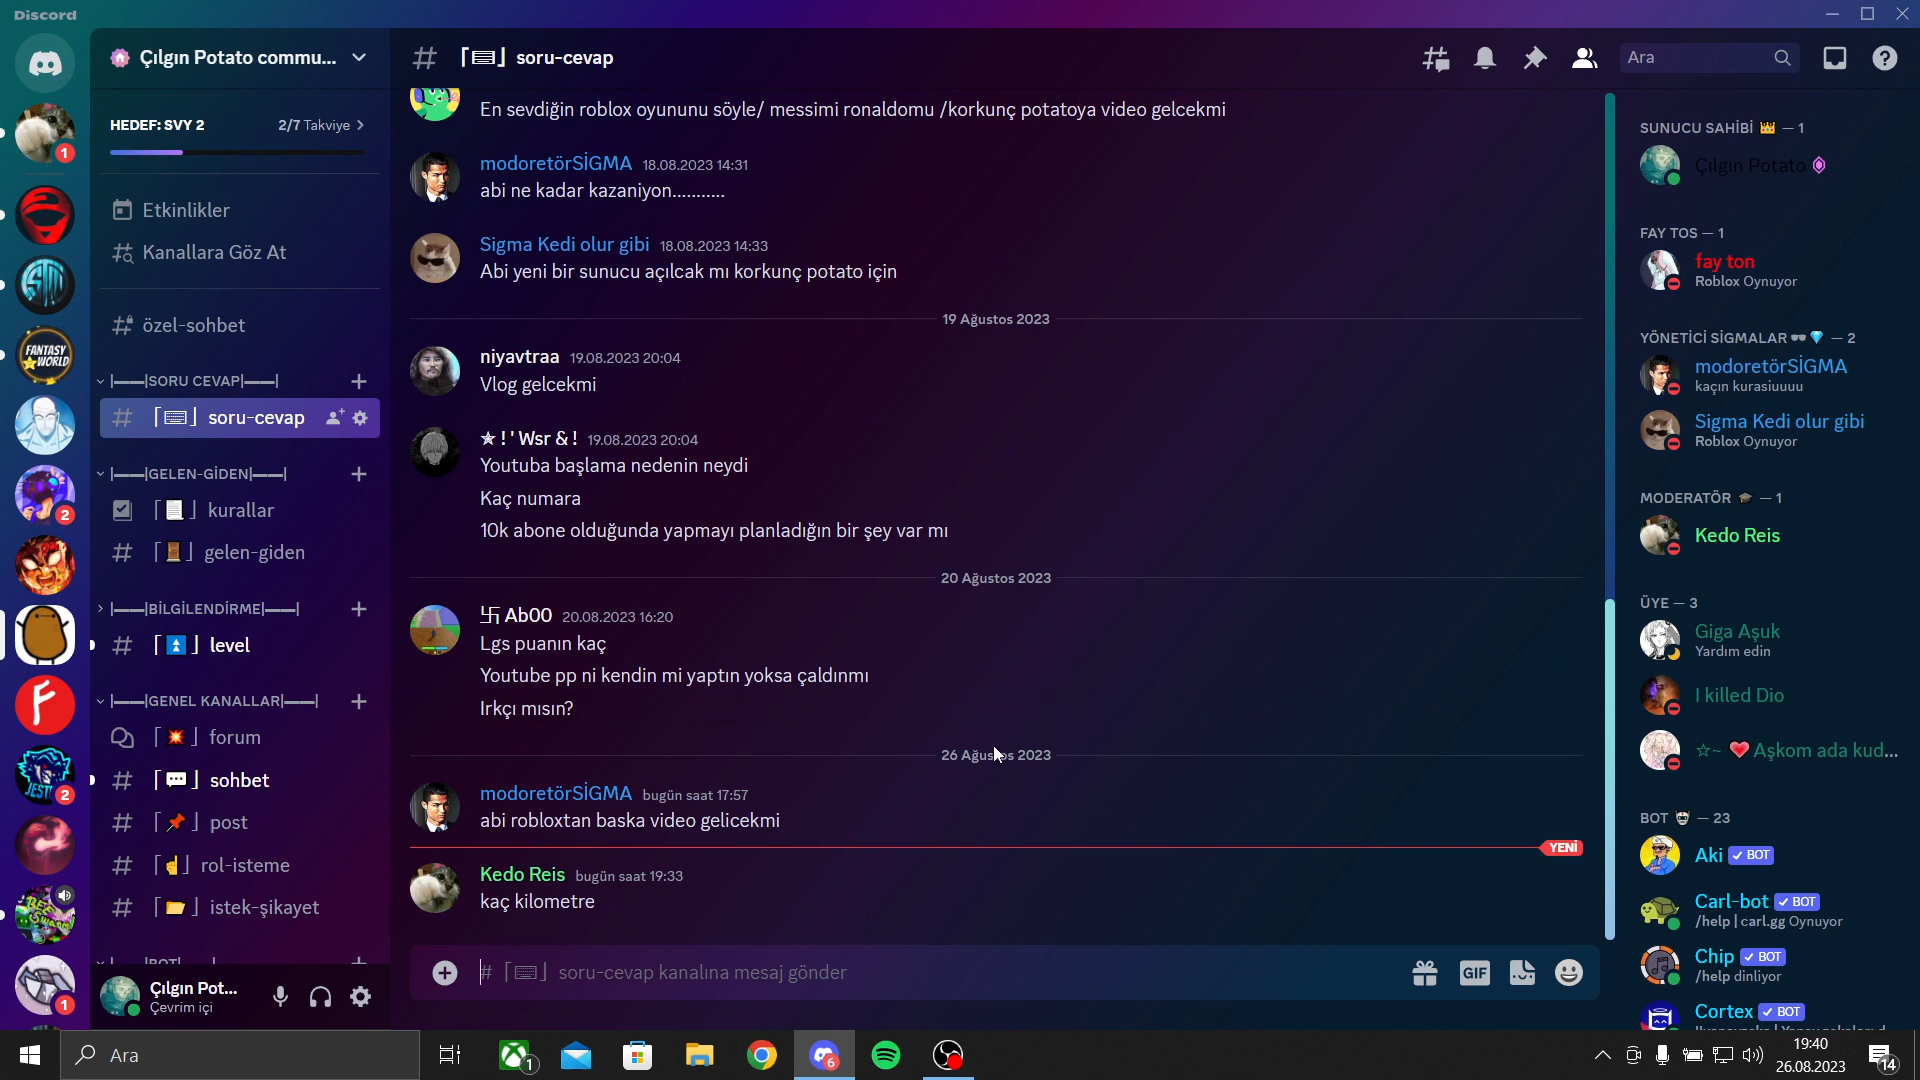 Discord
Çılgın Potato commu...
soru-cevap
Ara
HEDEF: SVY 2
2/7 Takviye
Etkinlikler
Kanallara Göz At
özel-sohbet
|——|SORU CEVAP|——|
soru-cevap
|——|GELEN-GİDEN|——|
kurallar
gelen-giden
|——|BİLGİLENDİRME|——|
level
|——|GENEL KANALLAR|——|
forum
sohbet
post
rol-isteme
istek-şikayet
Çılgın Pot...
Çevrim içi
FANTASY
WORLD
1
2
2
1
En sevdiğin roblox oyununu söyle/ messimi ronaldomu /korkunç potatoya video gelcekmi
modoretörSİGMA 18.08.2023 14:31
abi ne kadar kazaniyon...........
Sigma Kedi olur gibi 18.08.2023 14:33
Abi yeni bir sunucu açılcak mı korkunç potato için
19 Ağustos 2023
niyavtraa 19.08.2023 20:04
Vlog gelcekmi
✯ ! ' Wsr & ! 19.08.2023 20:04
Youtuba başlama nedenin neydi
Kaç numara
10k abone olduğunda yapmayı planladığın bir şey var mı
20 Ağustos 2023
卐 Ab00 20.08.2023 16:20
Lgs puanın kaç
Youtube pp ni kendin mi yaptın yoksa çaldınmı
Irkçı mısın?
26 Ağustos 2023
modoretörSİGMA bugün saat 17:57
abi robloxtan baska video gelicekmi
YENİ
Kedo Reis bugün saat 19:33
kaç kilometre
# soru-cevap kanalına mesaj gönder
GIF
SUNUCU SAHİBİ 👑 — 1
Çılgın Potato
FAY TOS — 1
fay ton
Roblox Oynuyor
YÖNETİCİ SİGMALAR 🕶💎 — 2
modoretörSİGMA
kaçın kurasiuuuu
Sigma Kedi olur gibi
Roblox Oynuyor
MODERATÖR 🎓 — 1
Kedo Reis
ÜYE — 3
Giga Aşuk
Yardım edin
I killed Dio
☆~ ❤ Aşkom ada kud...
BOT — 23
Aki ✓ BOT
Carl-bot ✓ BOT
/help | carl.gg Oynuyor
Chip ✓ BOT
/help dinliyor
Cortex ✓ BOT
Ara
1
6
19:40
26.08.2023
14